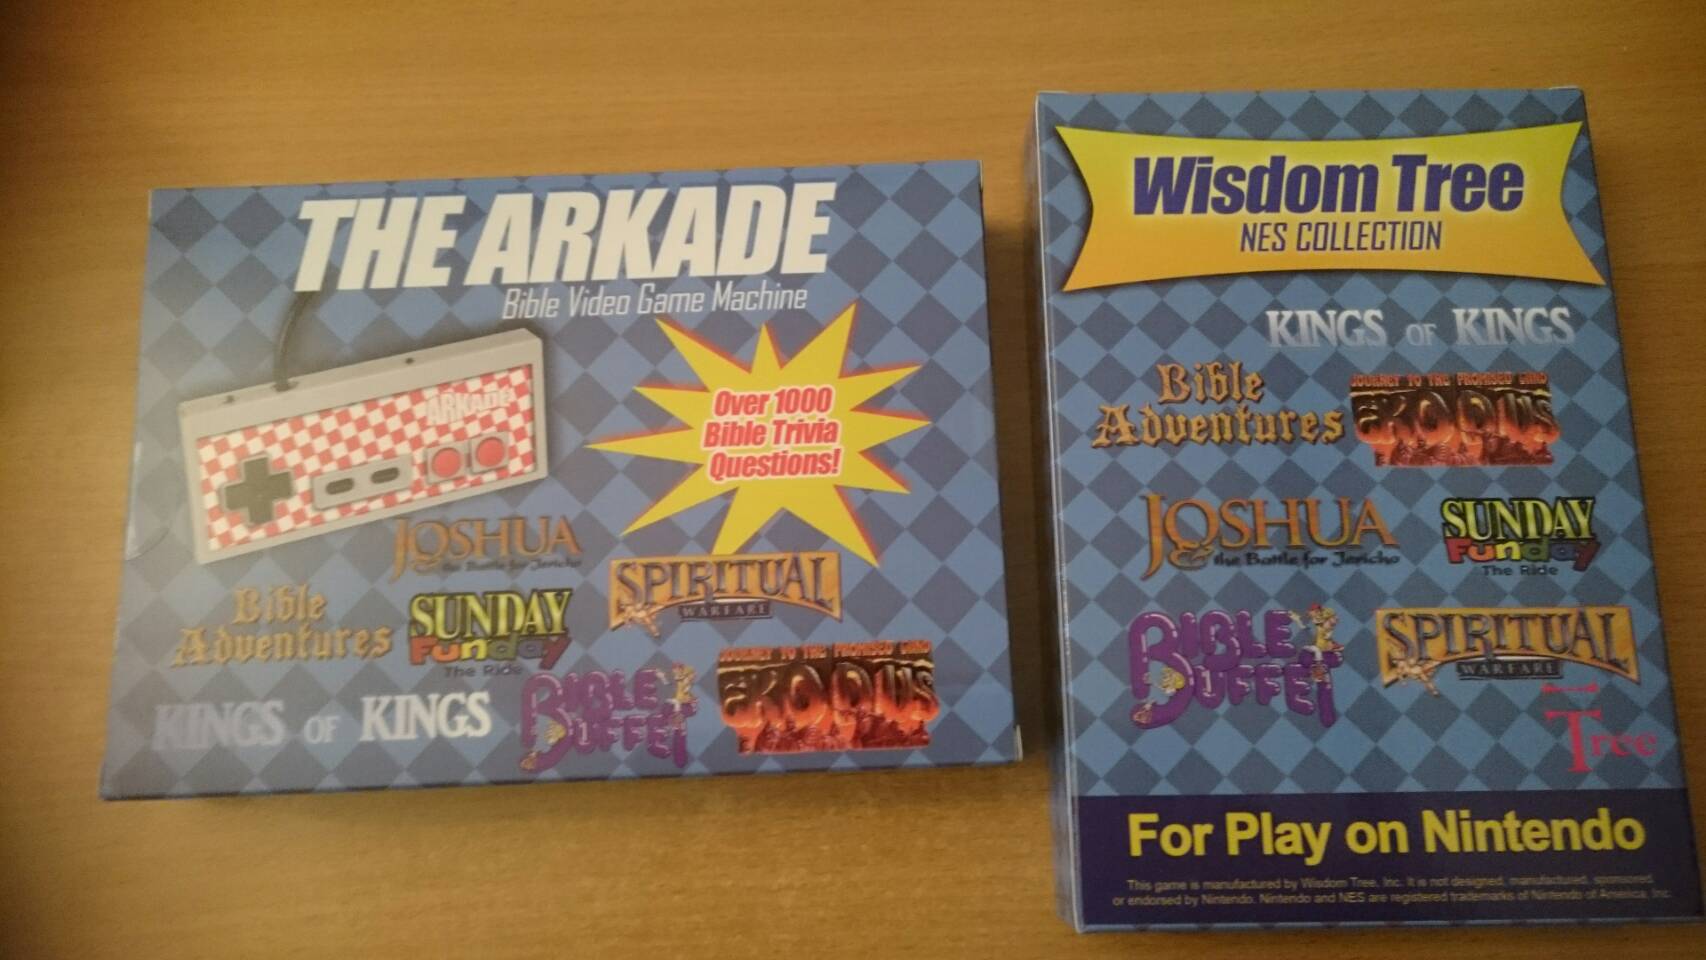 THE ARKADE
Bible Video Game Machine
ARKADE
Over 1000
Bible Trivia
Questions!
JOSHUA
& the Battle for Jericho
SPIRITUAL
WARFARE
Bible
Adventures
SUNDAY
Funday
The Ride
KINGS OF KINGS
BIBLE
BUFFET
JOURNEY TO THE PROMISED LAND
EXODUS
Wisdom Tree
NES COLLECTION
KINGS OF KINGS
Bible
Adventures
JOURNEY TO THE PROMISED LAND
EXODUS
JOSHUA
& the Battle for Jericho
SUNDAY
Funday
The Ride
BIBLE
BUFFET
SPIRITUAL
WARFARE
Tree
For Play on Nintendo
This game is manufactured by Wisdom Tree, Inc. It is not designed, manufactured, sponsored
or endorsed by Nintendo. Nintendo and NES are registered trademarks of Nintendo of America, Inc.